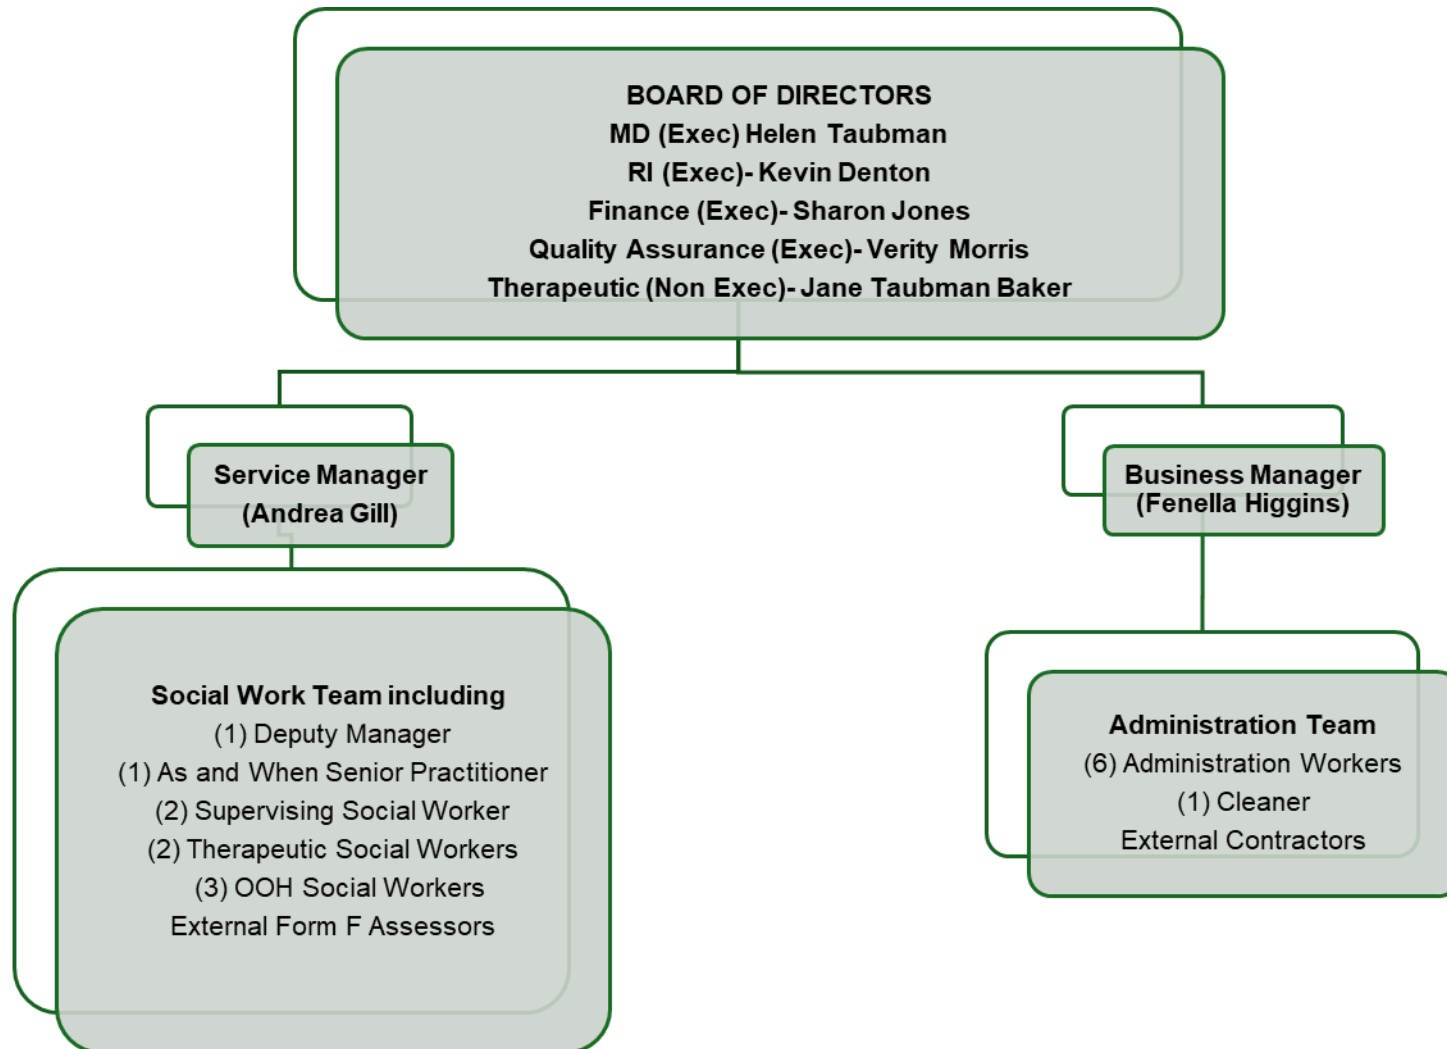 BOARD OF DIRECTORS
MD (Exec) Helen Taubman
RI (Exec)- Kevin Denton
Finance (Exec)- Sharon Jones
Quality Assurance (Exec)- Verity Morris
Therapeutic (Non Exec)- Jane Taubman Baker
Service Manager
(Andrea Gill)
Business Manager
(Fenella Higgins)
Social Work Team including
(1) Deputy Manager
(1) As and When Senior Practitioner
(2) Supervising Social Worker
(2) Therapeutic Social Workers
(3) OOH Social Workers
External Form F Assessors
Administration Team
(6) Administration Workers
(1) Cleaner
External Contractors